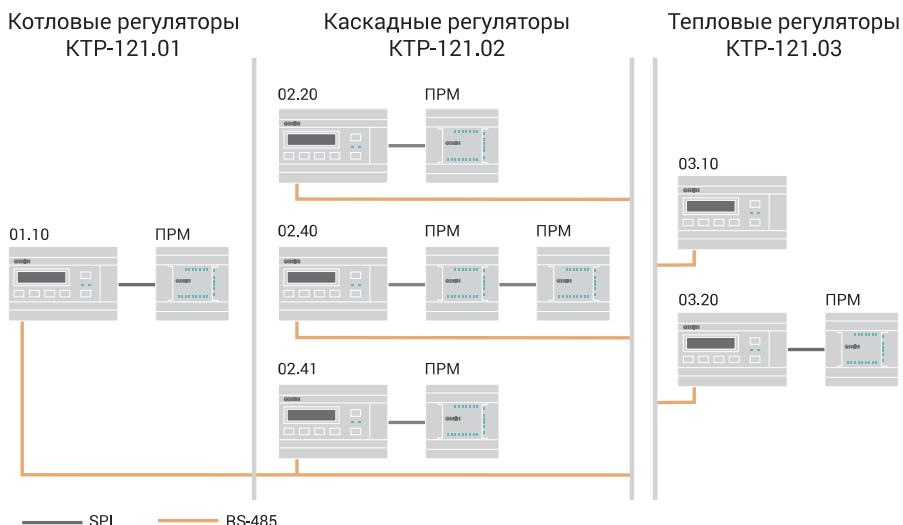 Котловые регуляторы
КТР-121.01
Каскадные регуляторы
КТР-121.02
Тепловые регуляторы
КТР-121.03
02.20 ПРМ
03.10
01.10 ПРМ
02.40 ПРМ ПРМ
03.20 ПРМ
02.41 ПРМ
SPI RS-485